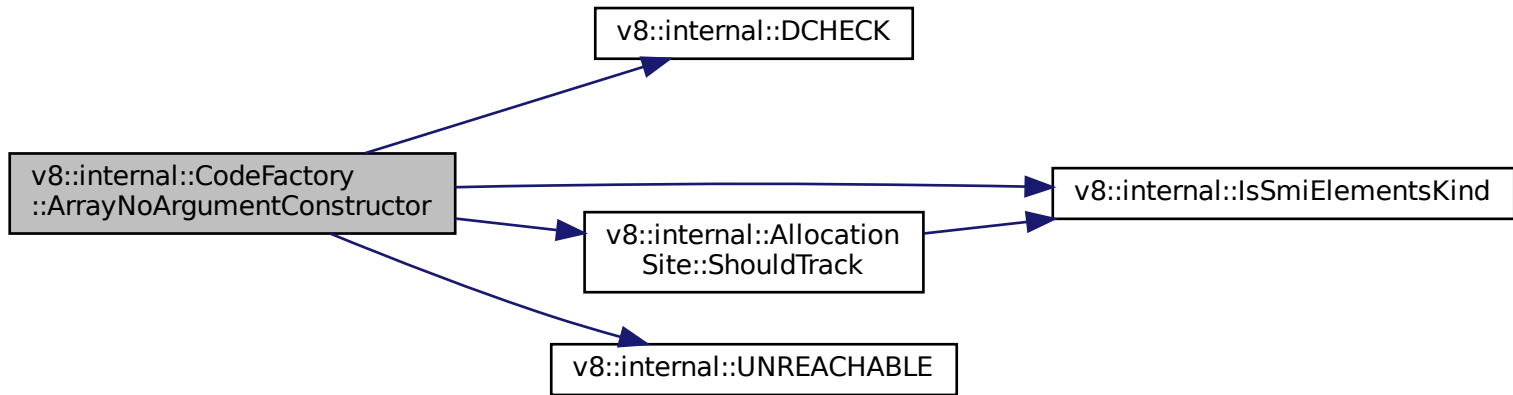 v8::internal::DCHECK
v8::internal::CodeFactory
::ArrayNoArgumentConstructor
v8::internal::IsSmiElementsKind
v8::internal::Allocation
Site::ShouldTrack
v8::internal::UNREACHABLE